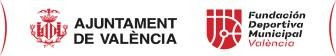 AJUNTAMENT
DE VALÈNCIA
Fundación
Deportiva
Municipal
València